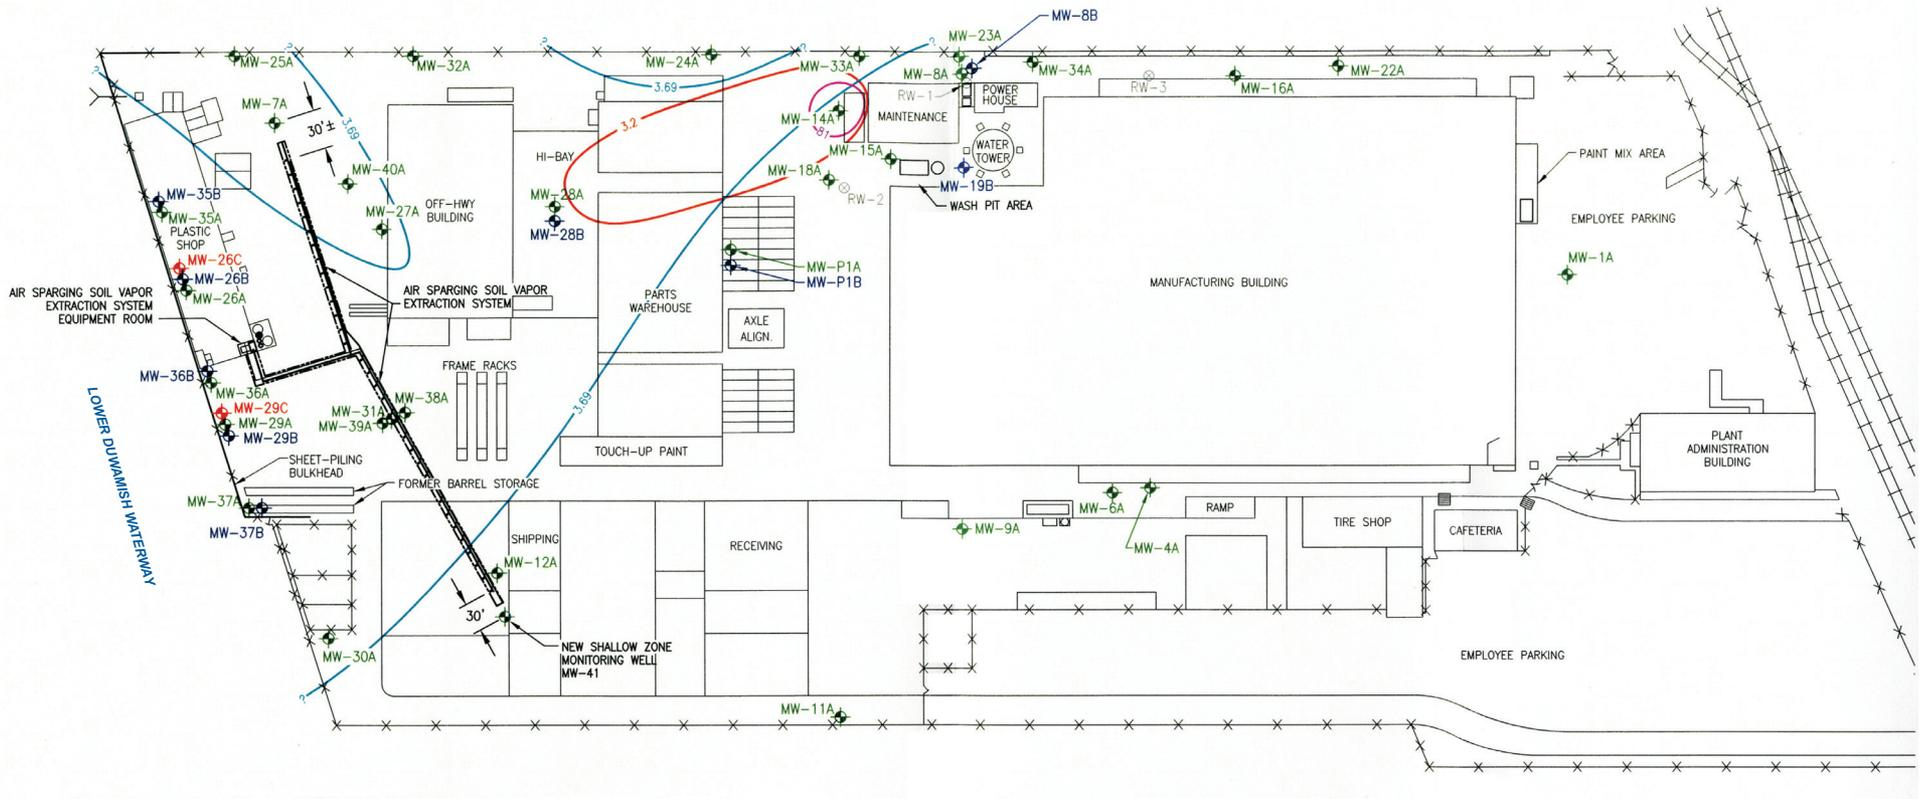 MW-8B
MW-23A
?
?
?
?
?
MW-25A
MW-32A
MW-24A
MW-33A
MW-8A
MW-34A
MW-22A
RW-3
MW-16A
3.69
RW-1
POWER
HOUSE
MW-7A
30'±
3.69
3.2
MW-14A
81
MAINTENANCE
WATER
TOWER
MW-15A
HI-BAY
PAINT MIX AREA
MW-40A
MW-18A
MW-19B
RW-2
WASH PIT AREA
MW-35B
MW-35A
PLASTIC
SHOP
MW-27A
OFF-HWY
BUILDING
MW-28A
MW-28B
EMPLOYEE PARKING
MW-1A
MW-26C
MW-26B
MW-26A
MW-P1A
MW-P1B
MANUFACTURING BUILDING
AIR SPARGING SOIL VAPOR
EXTRACTION SYSTEM
EQUIPMENT ROOM
AIR SPARGING SOIL VAPOR
EXTRACTION SYSTEM
PARTS
WAREHOUSE
AXLE
ALIGN.
FRAME RACKS
MW-36B
MW-36A
3.69
MW-38A
MW-31A
MW-39A
MW-29C
MW-29A
MW-29B
LOWER DUWAMISH WATERWAY
SHEET-PILING
BULKHEAD
TOUCH-UP PAINT
PLANT
ADMINISTRATION
BUILDING
FORMER BARREL STORAGE
MW-37A
MW-37B
MW-6A
MW-4A
RAMP
TIRE SHOP
CAFETERIA
MW-9A
SHIPPING
RECEIVING
MW-12A
30'
NEW SHALLOW ZONE
MONITORING WELL
MW-41
MW-30A
?
EMPLOYEE PARKING
MW-11A